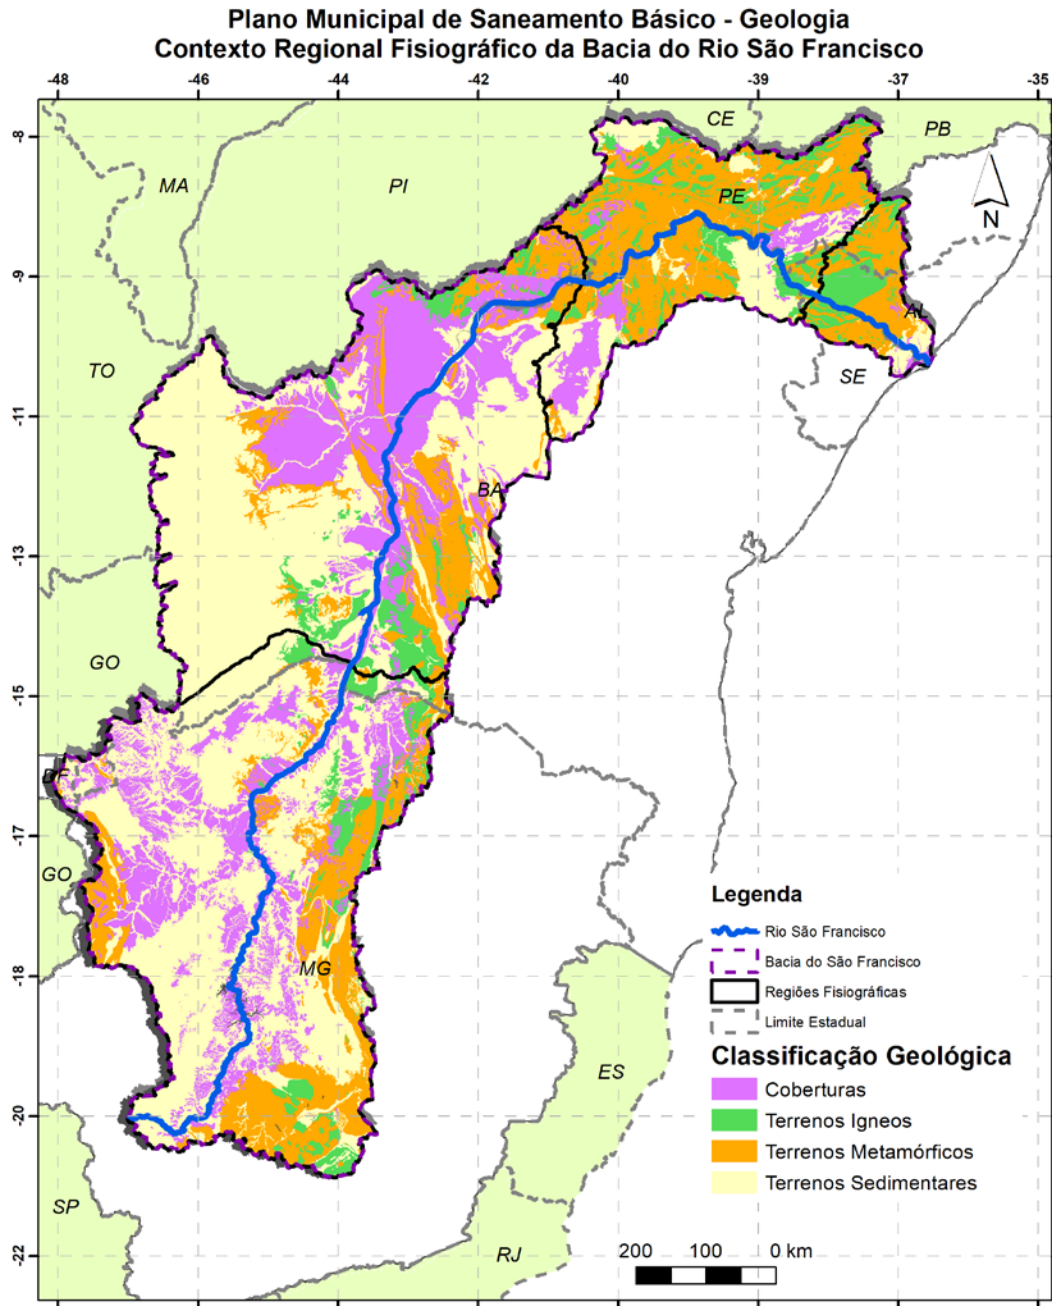 Plano Municipal de Saneamento Básico - Geologia
Contexto Regional Fisiográfico da Bacia do Rio São Francisco
-48 -46 -44 -42 -40 -39 -37 -35
-8
CE
PB
MA
PI
PE
N
-9
AL
TO
SE
-11
BA
-13
GO
-15
DF
-17
GO
Legenda
Rio São Francisco
Bacia do São Francisco
MG
-18
Regiões Fisiográficas
Limite Estadual
Classificação Geológica
ES
Coberturas
-20
Terrenos Igneos
Terrenos Metamórficos
Terrenos Sedimentares
SP
RJ
-22
200 100 0 km